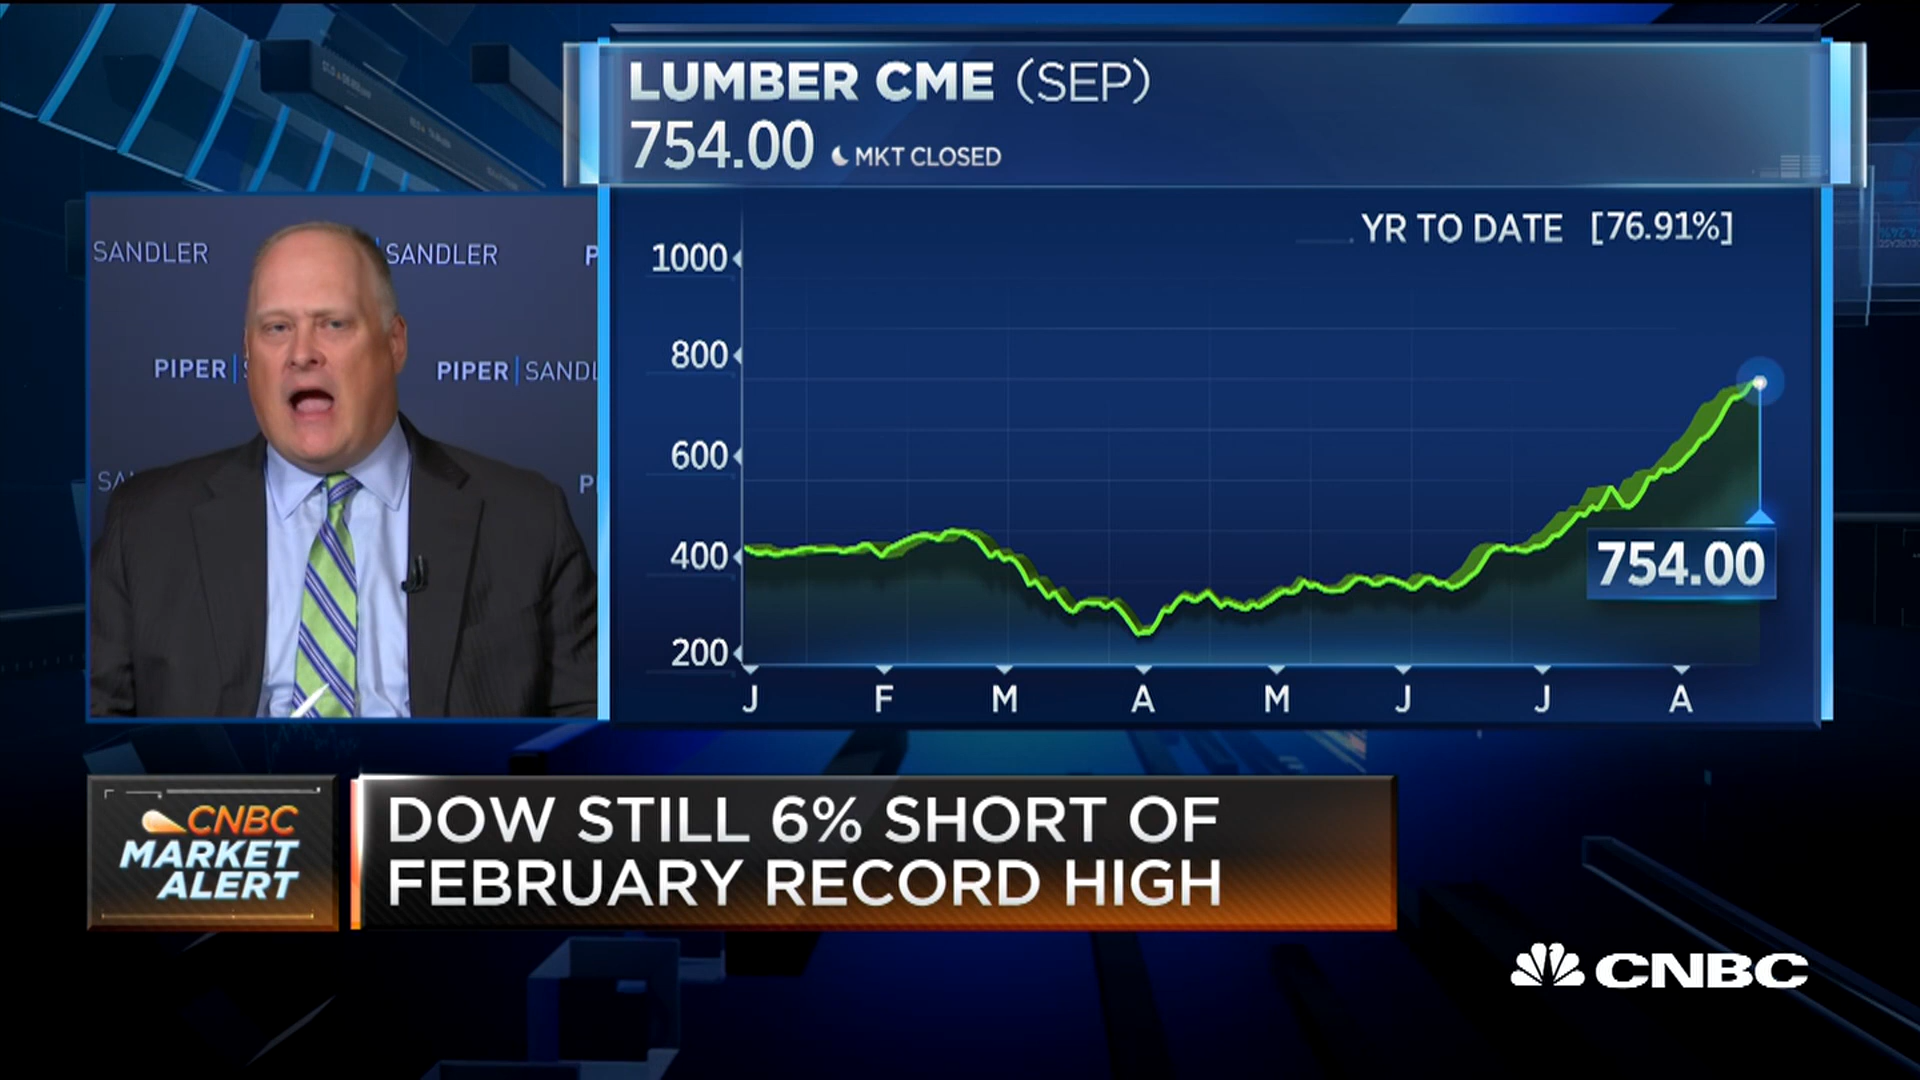 LUMBER CME (SEP)
754.00 MKT CLOSED
YR TO DATE [76.91%]
1000
800
600
400
200
J F M A M J J A
754.00
SANDLER SANDLER P
PIPER S PIPER SANDL
SA P
CNBC
MARKET
ALERT
DOW STILL 6% SHORT OF
FEBRUARY RECORD HIGH
CNBC